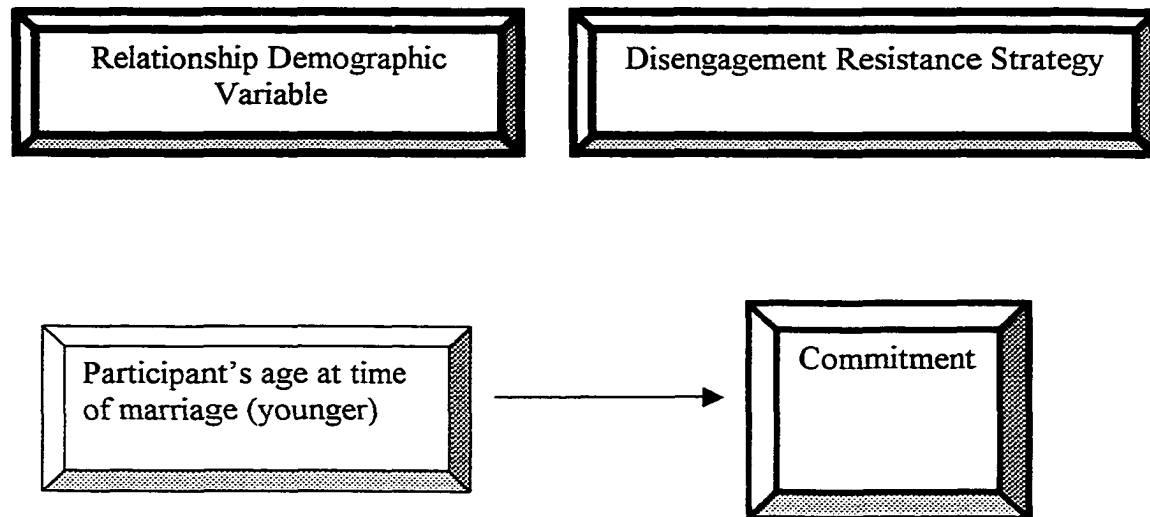 Relationship Demographic
Variable
Disengagement Resistance Strategy
Participant's age at time
of marriage (younger)
Commitment